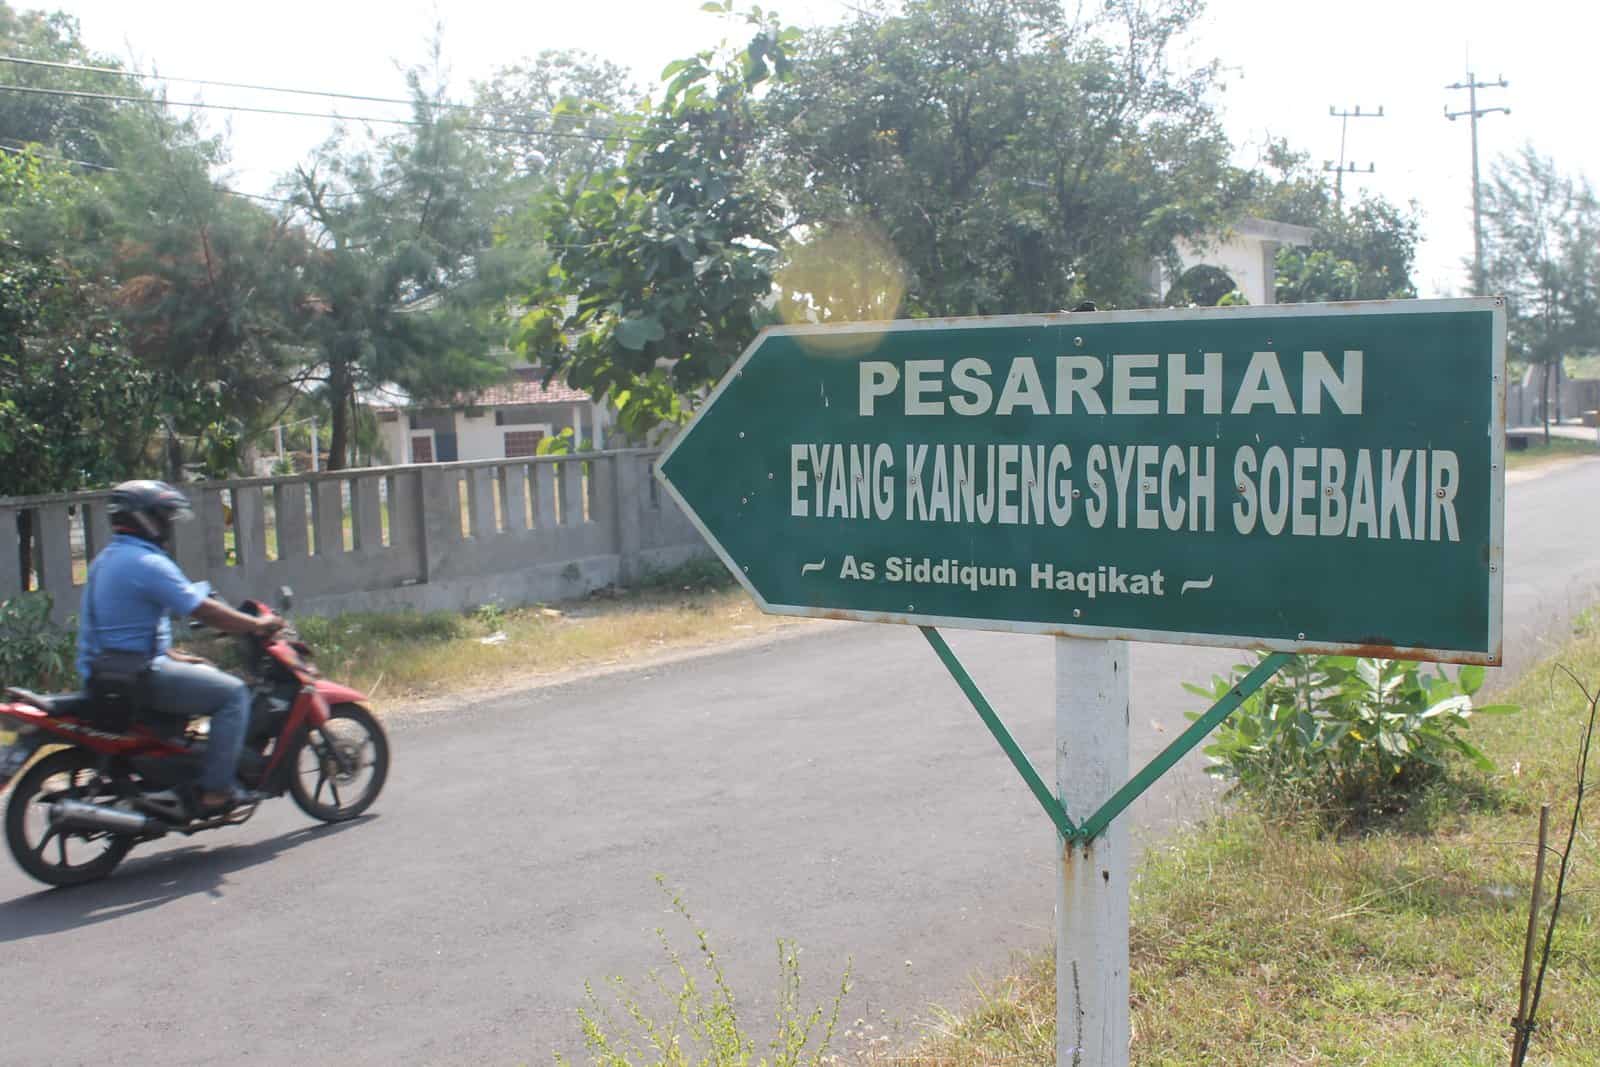 PESAREHAN
EYANG KANJENG SYECH SOEBAKIR
~ As Siddiqun Haqikat ~